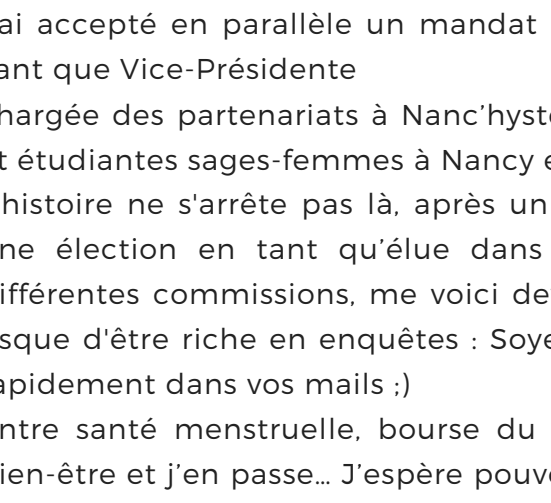 ai accepté en parallèle un mandat
ant que Vice-Présidente
hargée des partenariats à Nanc’hyst
t étudiantes sages-femmes à Nancy e
histoire ne s'arrête pas là, après un
ne élection en tant qu’élue dans
ifférentes commissions, me voici de
sque d'être riche en enquêtes : Soye
apidement dans vos mails ;)
ntre santé menstruelle, bourse du
ien-être et j’en passe... J’espère pouv